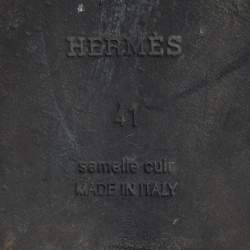 HERMÈS
41
semelle cuir
MADE IN ITALY